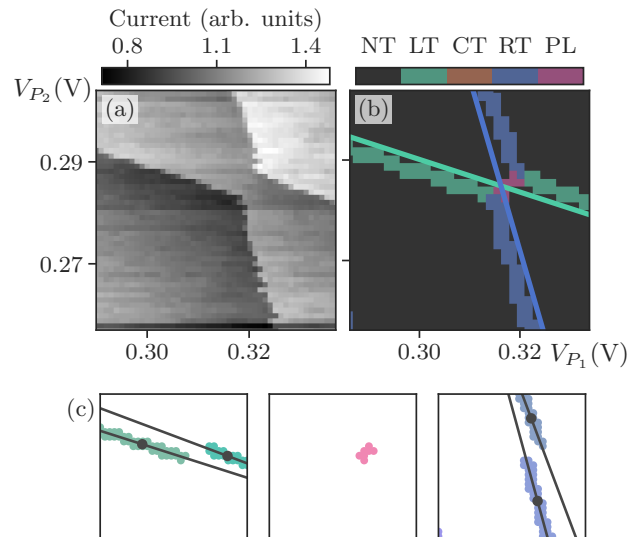 Current (arb. units)
0.8 1.1 1.4
NT LT CT RT PL
V_{P_2}(V)
(a)
(b)
0.29
0.27
0.30 0.32
0.30 0.32 V_{P_1}(V)
(c)